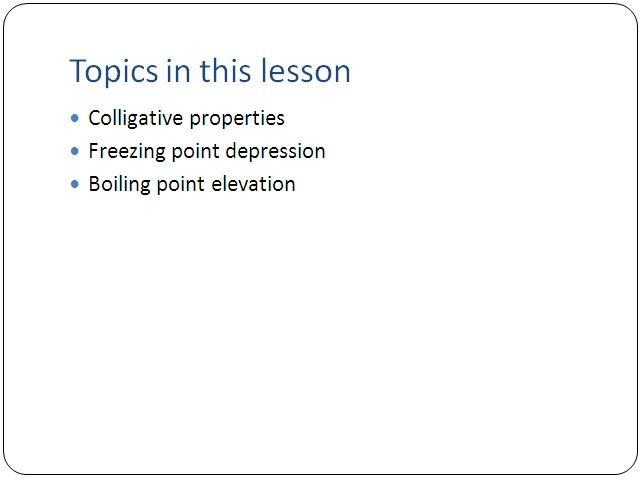 Topics in this lesson
• Colligative properties
• Freezing point depression
• Boiling point elevation